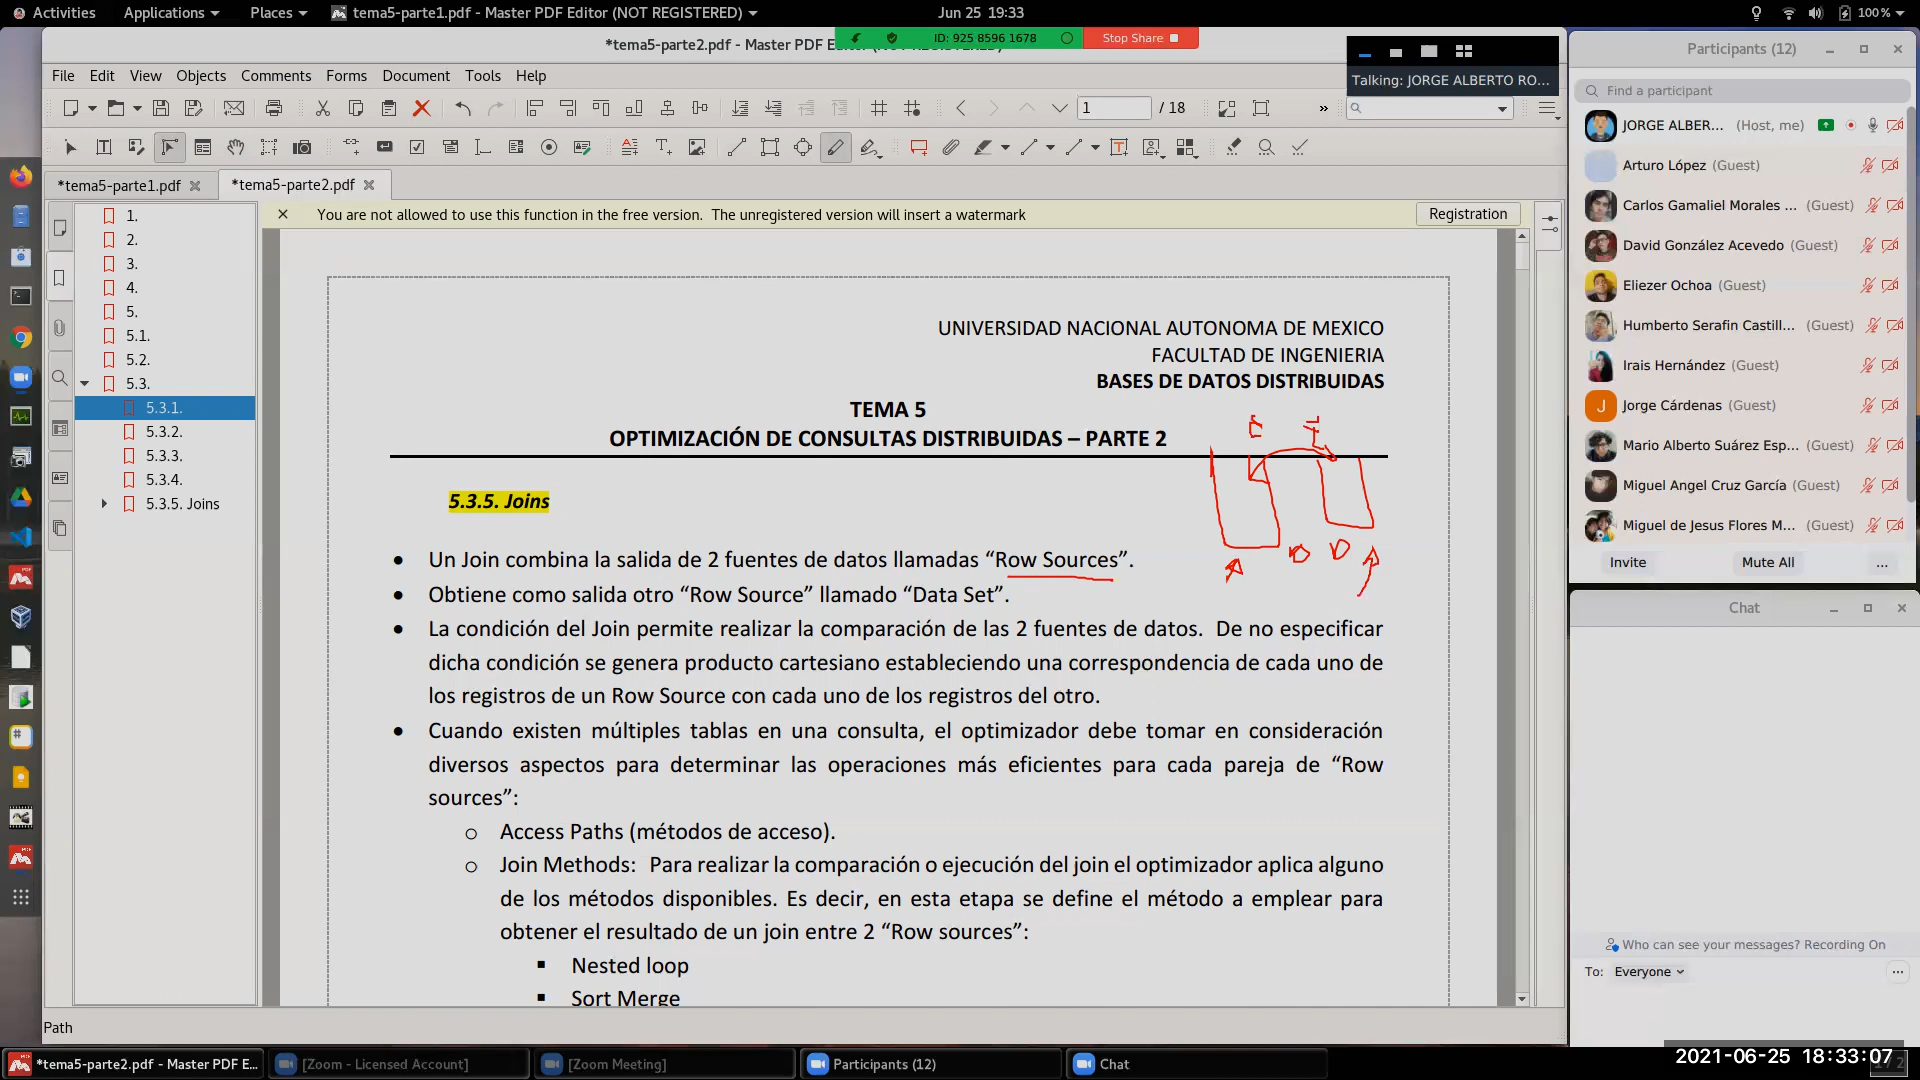 Activities Applications Places tema5-parte1.pdf - Master PDF Editor (NOT REGISTERED) Jun 25 19:33 100%
*tema5-parte2.pdf - Master PDF E
ID: 925 8596 1678 Stop Share
Talking: JORGE ALBERTO RO...
File Edit View Objects Comments Forms Document Tools Help
1 / 18
*tema5-parte1.pdf *tema5-parte2.pdf
You are not allowed to use this function in the free version. The unregistered version will insert a watermark Registration
1.
2.
3.
4.
5.
5.1.
5.2.
5.3.
5.3.1.
5.3.2.
5.3.3.
5.3.4.
5.3.5. Joins
UNIVERSIDAD NACIONAL AUTONOMA DE MEXICO
FACULTAD DE INGENIERIA
BASES DE DATOS DISTRIBUIDAS
TEMA 5
OPTIMIZACIÓN DE CONSULTAS DISTRIBUIDAS – PARTE 2
5.3.5. Joins
• Un Join combina la salida de 2 fuentes de datos llamadas “Row Sources”.
• Obtiene como salida otro “Row Source” llamado “Data Set”.
• La condición del Join permite realizar la comparación de las 2 fuentes de datos. De no especificar
dicha condición se genera producto cartesiano estableciendo una correspondencia de cada uno de
los registros de un Row Source con cada uno de los registros del otro.
• Cuando existen múltiples tablas en una consulta, el optimizador debe tomar en consideración
diversos aspectos para determinar las operaciones más eficientes para cada pareja de “Row
sources”:
o Access Paths (métodos de acceso).
o Join Methods: Para realizar la comparación o ejecución del join el optimizador aplica alguno
de los métodos disponibles. Es decir, en esta etapa se define el método a emplear para
obtener el resultado de un join entre 2 “Row sources”:
▪ Nested loop
▪ Sort Merge
Path
Participants (12)
Find a participant
JORGE ALBER... (Host, me)
Arturo López (Guest)
Carlos Gamaliel Morales ... (Guest)
David González Acevedo (Guest)
Eliezer Ochoa (Guest)
Humberto Serafin Castill... (Guest)
Irais Hernández (Guest)
J Jorge Cárdenas (Guest)
Mario Alberto Suárez Esp... (Guest)
Miguel Angel Cruz García (Guest)
Miguel de Jesus Flores M... (Guest)
Invite Mute All ...
Chat
Who can see your messages? Recording On
To: Everyone
*tema5-parte2.pdf - Master PDF E... [Zoom - Licensed Account] [Zoom Meeting] Participants (12) Chat
2021-06-25 18:33:07